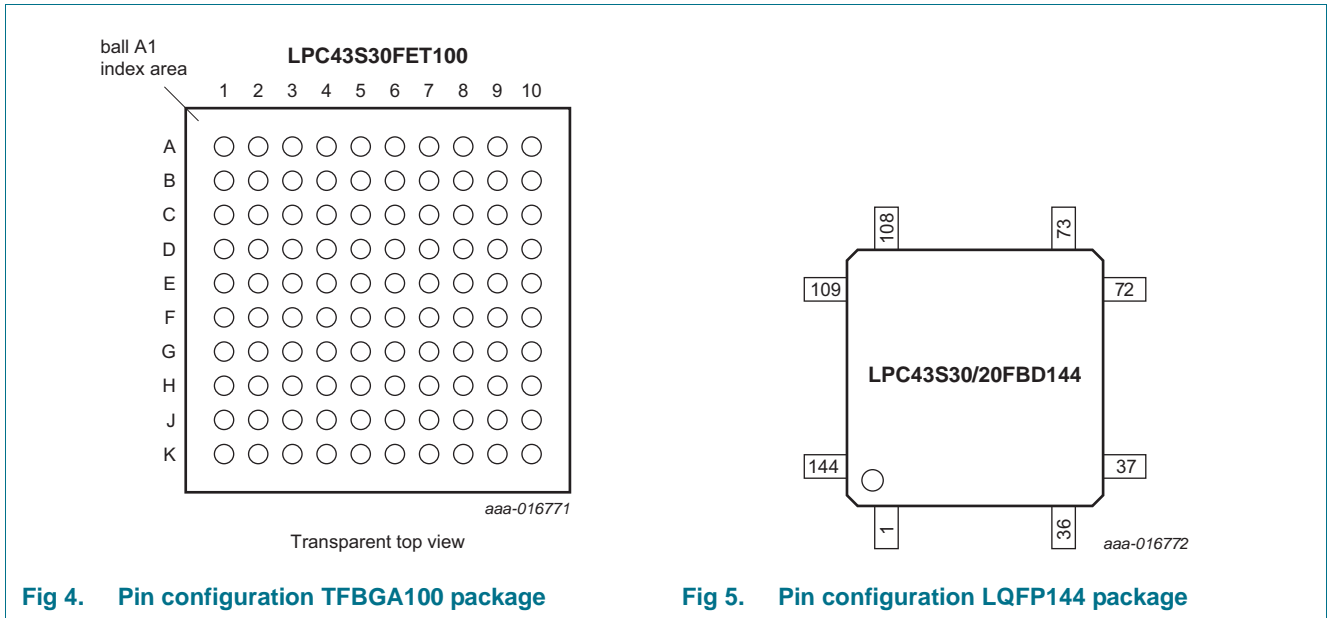 ball A1
index area
LPC43S30FET100
1 2 3 4 5 6 7 8 9 10
A
B
C
D
E
F
G
H
J
K
aaa-016771
Transparent top view
108
73
109
72
LPC43S30/20FBD144
144
37
1
36
aaa-016772
Fig 4. Pin configuration TFBGA100 package
Fig 5. Pin configuration LQFP144 package